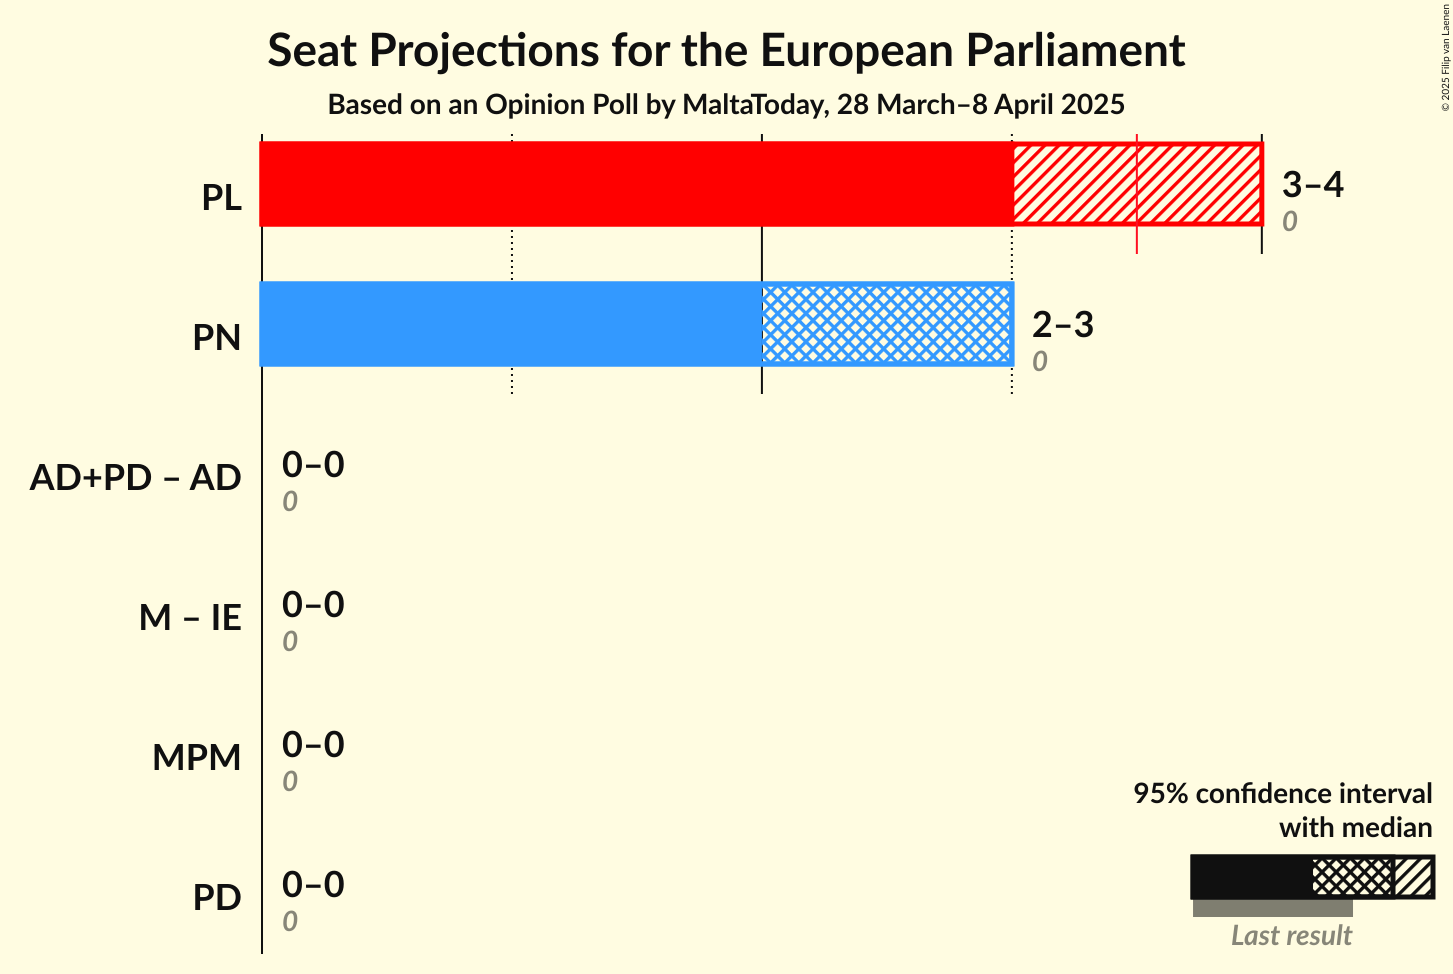 Seat Projections for the European Parliament
Based on an Opinion Poll by MaltaToday, 28 March–8 April 2025
© 2025 Filip van Laenen
PL
3–4
0
PN
2–3
0
AD+PD – AD
0–0
0
M – IE
0–0
0
MPM
0–0
0
PD
0–0
0
95% confidence interval
with median
Last result